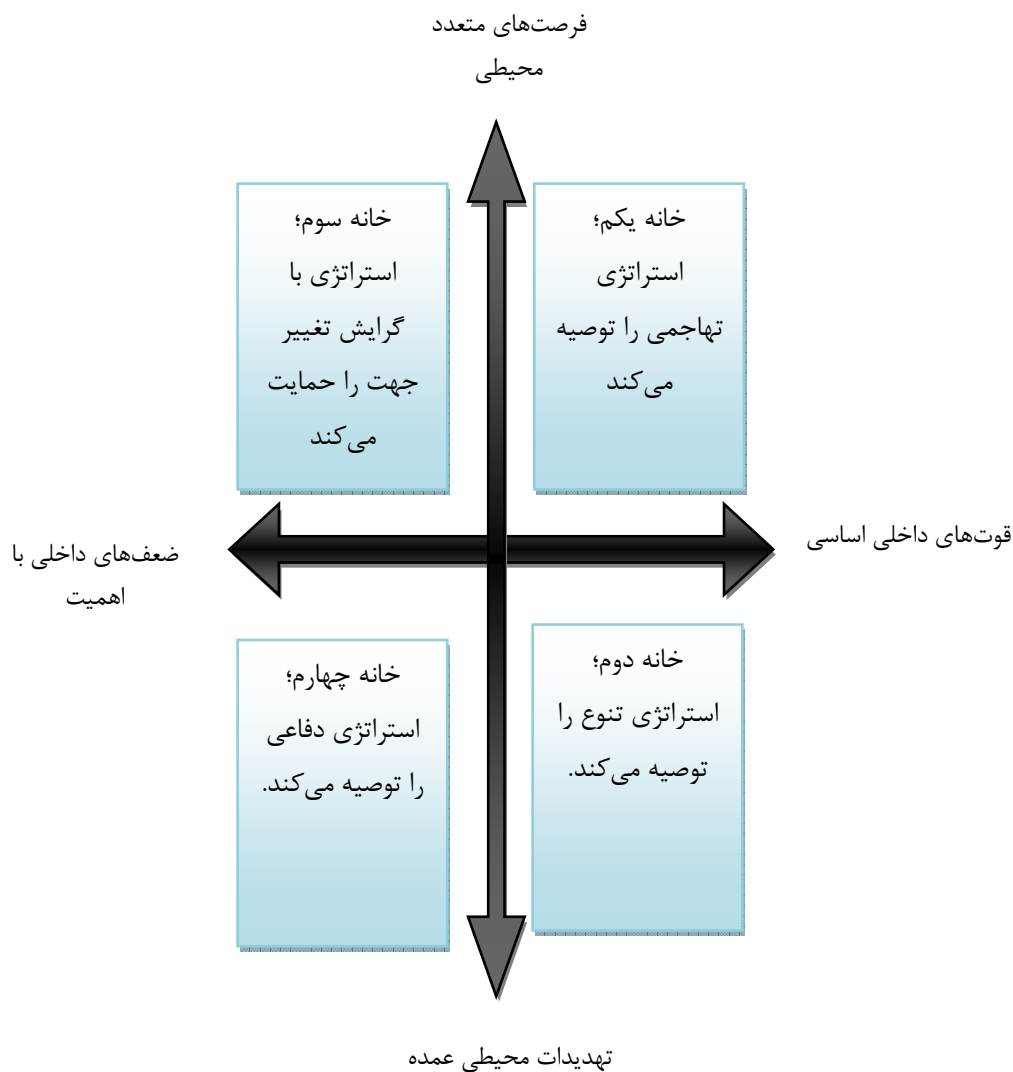 فرصت‌های متعدد
محیطی
خانه یکم؛
استراتژی
تهاجمی را توصیه
می‌کند
خانه سوم؛
استراتژی با
گرایش تغییر
جهت را حمایت
می‌کند
قوت‌های داخلی اساسی
ضعف‌های داخلی با
اهمیت
خانه دوم؛
استراتژی تنوع را
توصیه می‌کند.
خانه چهارم؛
استراتژی دفاعی
را توصیه می‌کند.
تهدیدات محیطی عمده